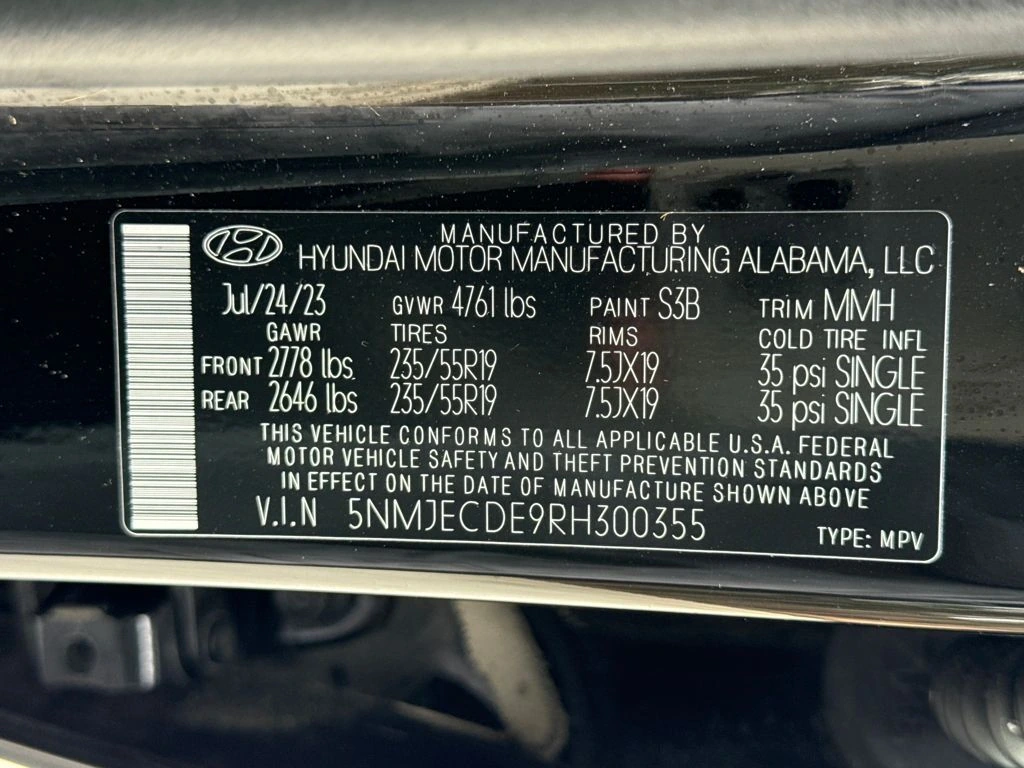 MANUFACTURED BY
HYUNDAI MOTOR MANUFACTURING ALABAMA, LLC
Jul/24/23 GVWR 4761 lbs PAINT S3B TRIM MMH
GAWR TIRES RIMS COLD TIRE INFL
FRONT 2778 lbs. 235/55R19 7.5JX19 35 psi SINGLE
REAR 2646 lbs 235/55R19 7.5JX19 35 psi SINGLE
THIS VEHICLE CONFORMS TO ALL APPLICABLE U.S.A. FEDERAL
MOTOR VEHICLE SAFETY AND THEFT PREVENTION STANDARDS
IN EFFECT ON THE DATE OF MANUFACTURE SHOWN ABOVE
V.I.N 5NMJECDE9RH300355 TYPE: MPV